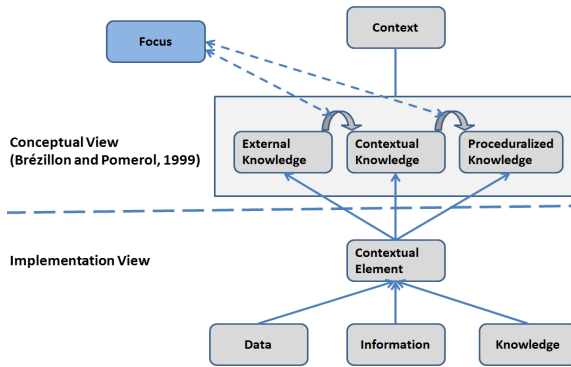 Focus
Context
Conceptual View
(Brézillon and Pomerol, 1999)
External
Knowledge
Contextual
Knowledge
Proceduralized
Knowledge
Implementation View
Contextual
Element
Data
Information
Knowledge